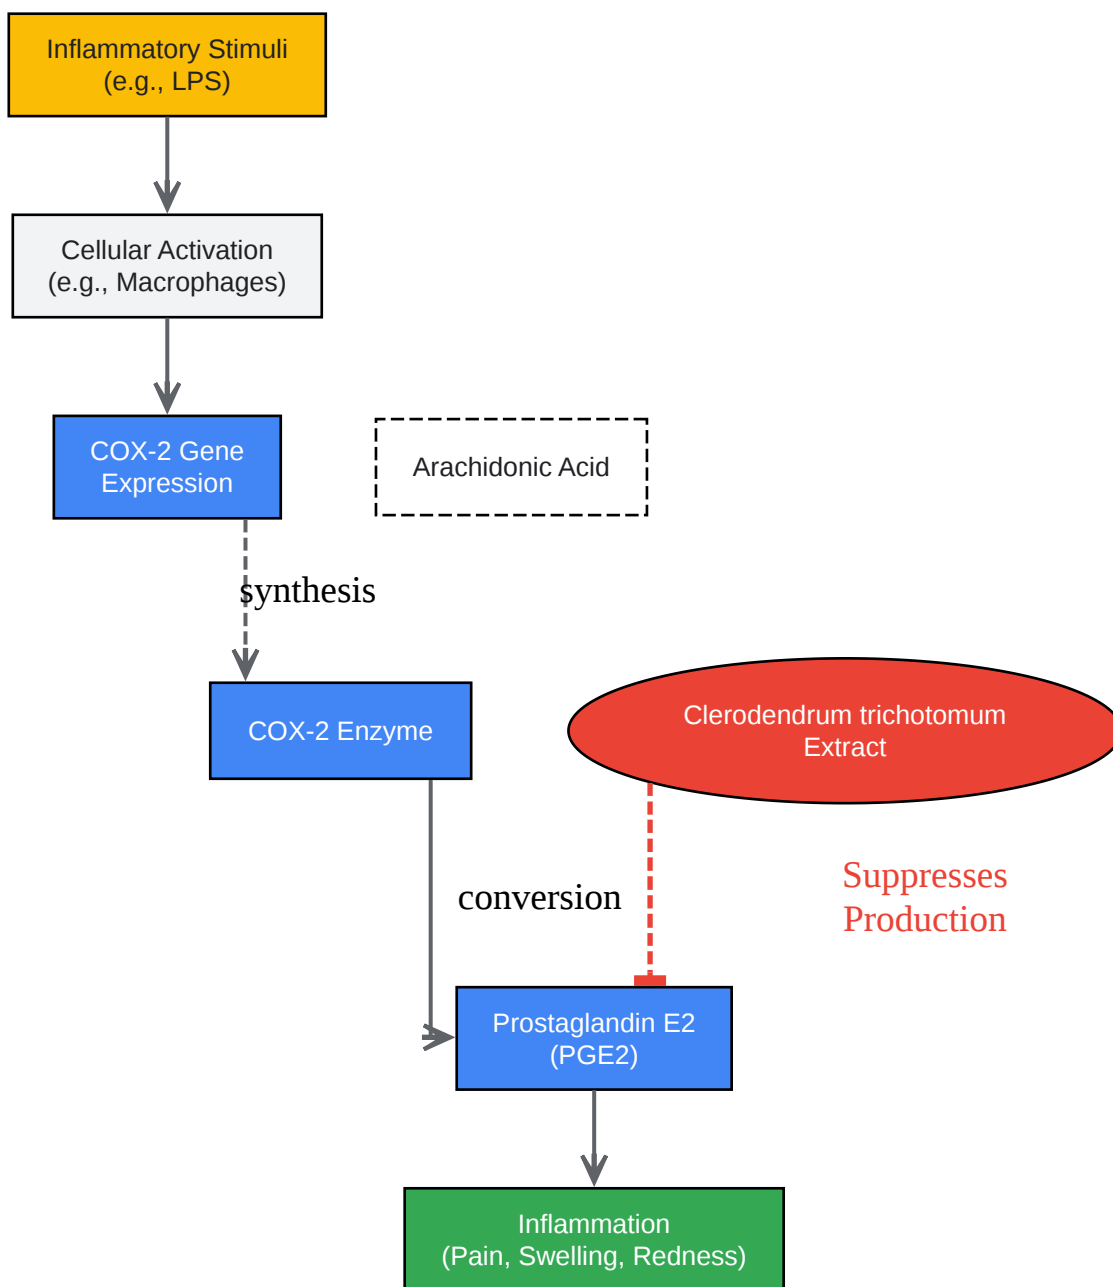 Inflammatory Stimuli
(e.g., LPS)
Cellular Activation
(e.g., Macrophages)
COX-2 Gene
Expression
Arachidonic Acid
synthesis
COX-2 Enzyme
Clerodendrum trichotomum
Extract
conversion
Suppresses
Production
Prostaglandin E2
(PGE2)
Inflammation
(Pain, Swelling, Redness)